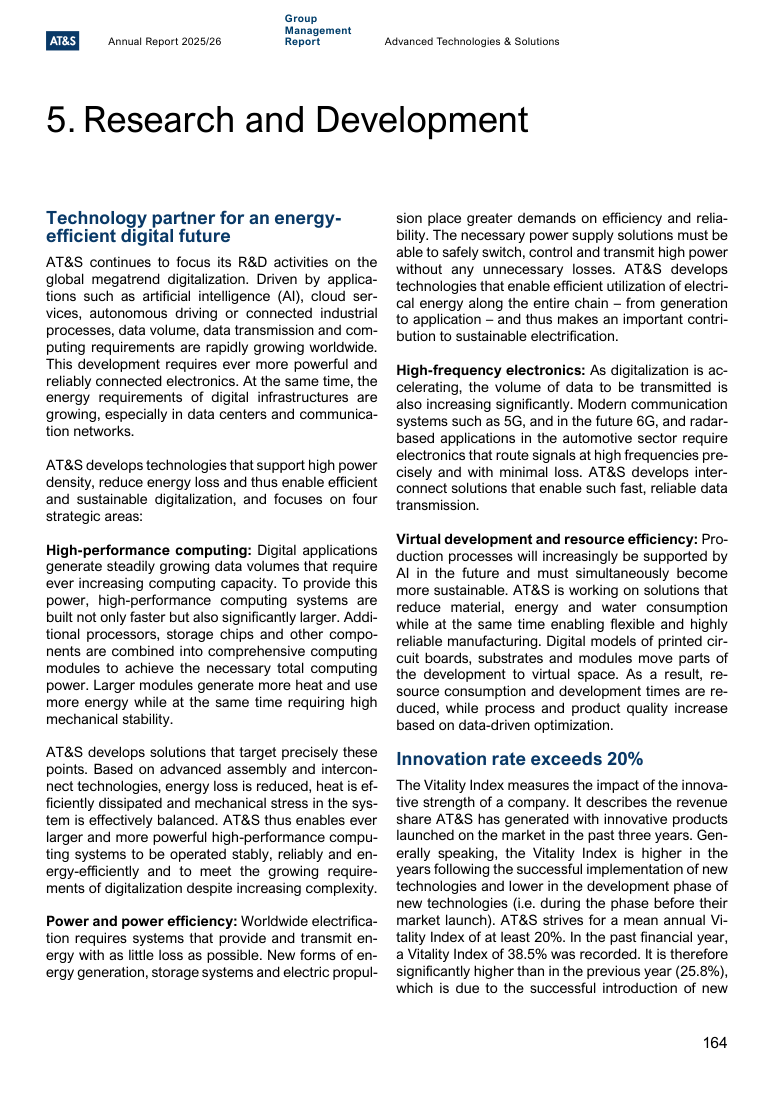 AT&S
Annual Report 2025/26
Group
Management
Report
Advanced Technologies & Solutions
5. Research and Development
Technology partner for an energy-
efficient digital future
AT&S continues to focus its R&D activities on the
global megatrend digitalization. Driven by applica-
tions such as artificial intelligence (AI), cloud ser-
vices, autonomous driving or connected industrial
processes, data volume, data transmission and com-
puting requirements are rapidly growing worldwide.
This development requires ever more powerful and
reliably connected electronics. At the same time, the
energy requirements of digital infrastructures are
growing, especially in data centers and communica-
tion networks.
AT&S develops technologies that support high power
density, reduce energy loss and thus enable efficient
and sustainable digitalization, and focuses on four
strategic areas:
High-performance computing: Digital applications
generate steadily growing data volumes that require
ever increasing computing capacity. To provide this
power, high-performance computing systems are
built not only faster but also significantly larger. Addi-
tional processors, storage chips and other compo-
nents are combined into comprehensive computing
modules to achieve the necessary total computing
power. Larger modules generate more heat and use
more energy while at the same time requiring high
mechanical stability.
AT&S develops solutions that target precisely these
points. Based on advanced assembly and intercon-
nect technologies, energy loss is reduced, heat is ef-
ficiently dissipated and mechanical stress in the sys-
tem is effectively balanced. AT&S thus enables ever
larger and more powerful high-performance compu-
ting systems to be operated stably, reliably and en-
ergy-efficiently and to meet the growing require-
ments of digitalization despite increasing complexity.
Power and power efficiency: Worldwide electrifica-
tion requires systems that provide and transmit en-
ergy with as little loss as possible. New forms of en-
ergy generation, storage systems and electric propul-
sion place greater demands on efficiency and relia-
bility. The necessary power supply solutions must be
able to safely switch, control and transmit high power
without any unnecessary losses. AT&S develops
technologies that enable efficient utilization of electri-
cal energy along the entire chain – from generation
to application – and thus makes an important contri-
bution to sustainable electrification.
High-frequency electronics: As digitalization is ac-
celerating, the volume of data to be transmitted is
also increasing significantly. Modern communication
systems such as 5G, and in the future 6G, and radar-
based applications in the automotive sector require
electronics that route signals at high frequencies pre-
cisely and with minimal loss. AT&S develops inter-
connect solutions that enable such fast, reliable data
transmission.
Virtual development and resource efficiency: Pro-
duction processes will increasingly be supported by
AI in the future and must simultaneously become
more sustainable. AT&S is working on solutions that
reduce material, energy and water consumption
while at the same time enabling flexible and highly
reliable manufacturing. Digital models of printed cir-
cuit boards, substrates and modules move parts of
the development to virtual space. As a result, re-
source consumption and development times are re-
duced, while process and product quality increase
based on data-driven optimization.
Innovation rate exceeds 20%
The Vitality Index measures the impact of the innova-
tive strength of a company. It describes the revenue
share AT&S has generated with innovative products
launched on the market in the past three years. Gen-
erally speaking, the Vitality Index is higher in the
years following the successful implementation of new
technologies and lower in the development phase of
new technologies (i.e. during the phase before their
market launch). AT&S strives for a mean annual Vi-
tality Index of at least 20%. In the past financial year,
a Vitality Index of 38.5% was recorded. It is therefore
significantly higher than in the previous year (25.8%),
which is due to the successful introduction of new
164